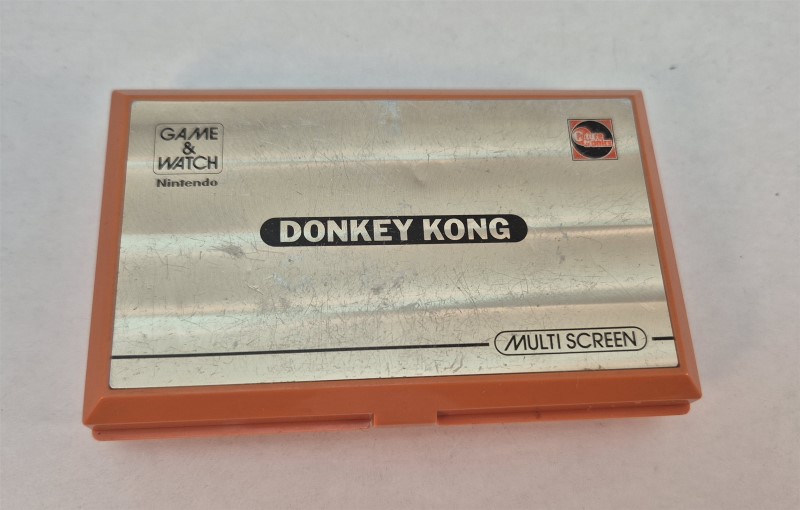 GAME
&
WATCH
Nintendo
DONKEY KONG
MULTI SCREEN